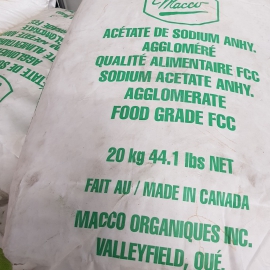 Macco
ACÉTATE DE SODIUM ANHY.
AGGLOMÉRÉ
QUALITÉ ALIMENTAIRE FCC
SODIUM ACETATE ANHY.
AGGLOMERATE
FOOD GRADE FCC
20 kg 44.1 lbs NET
FAIT AU / MADE IN CANADA
MACCO ORGANIQUES INC.
VALLEYFIELD, QUÉ.